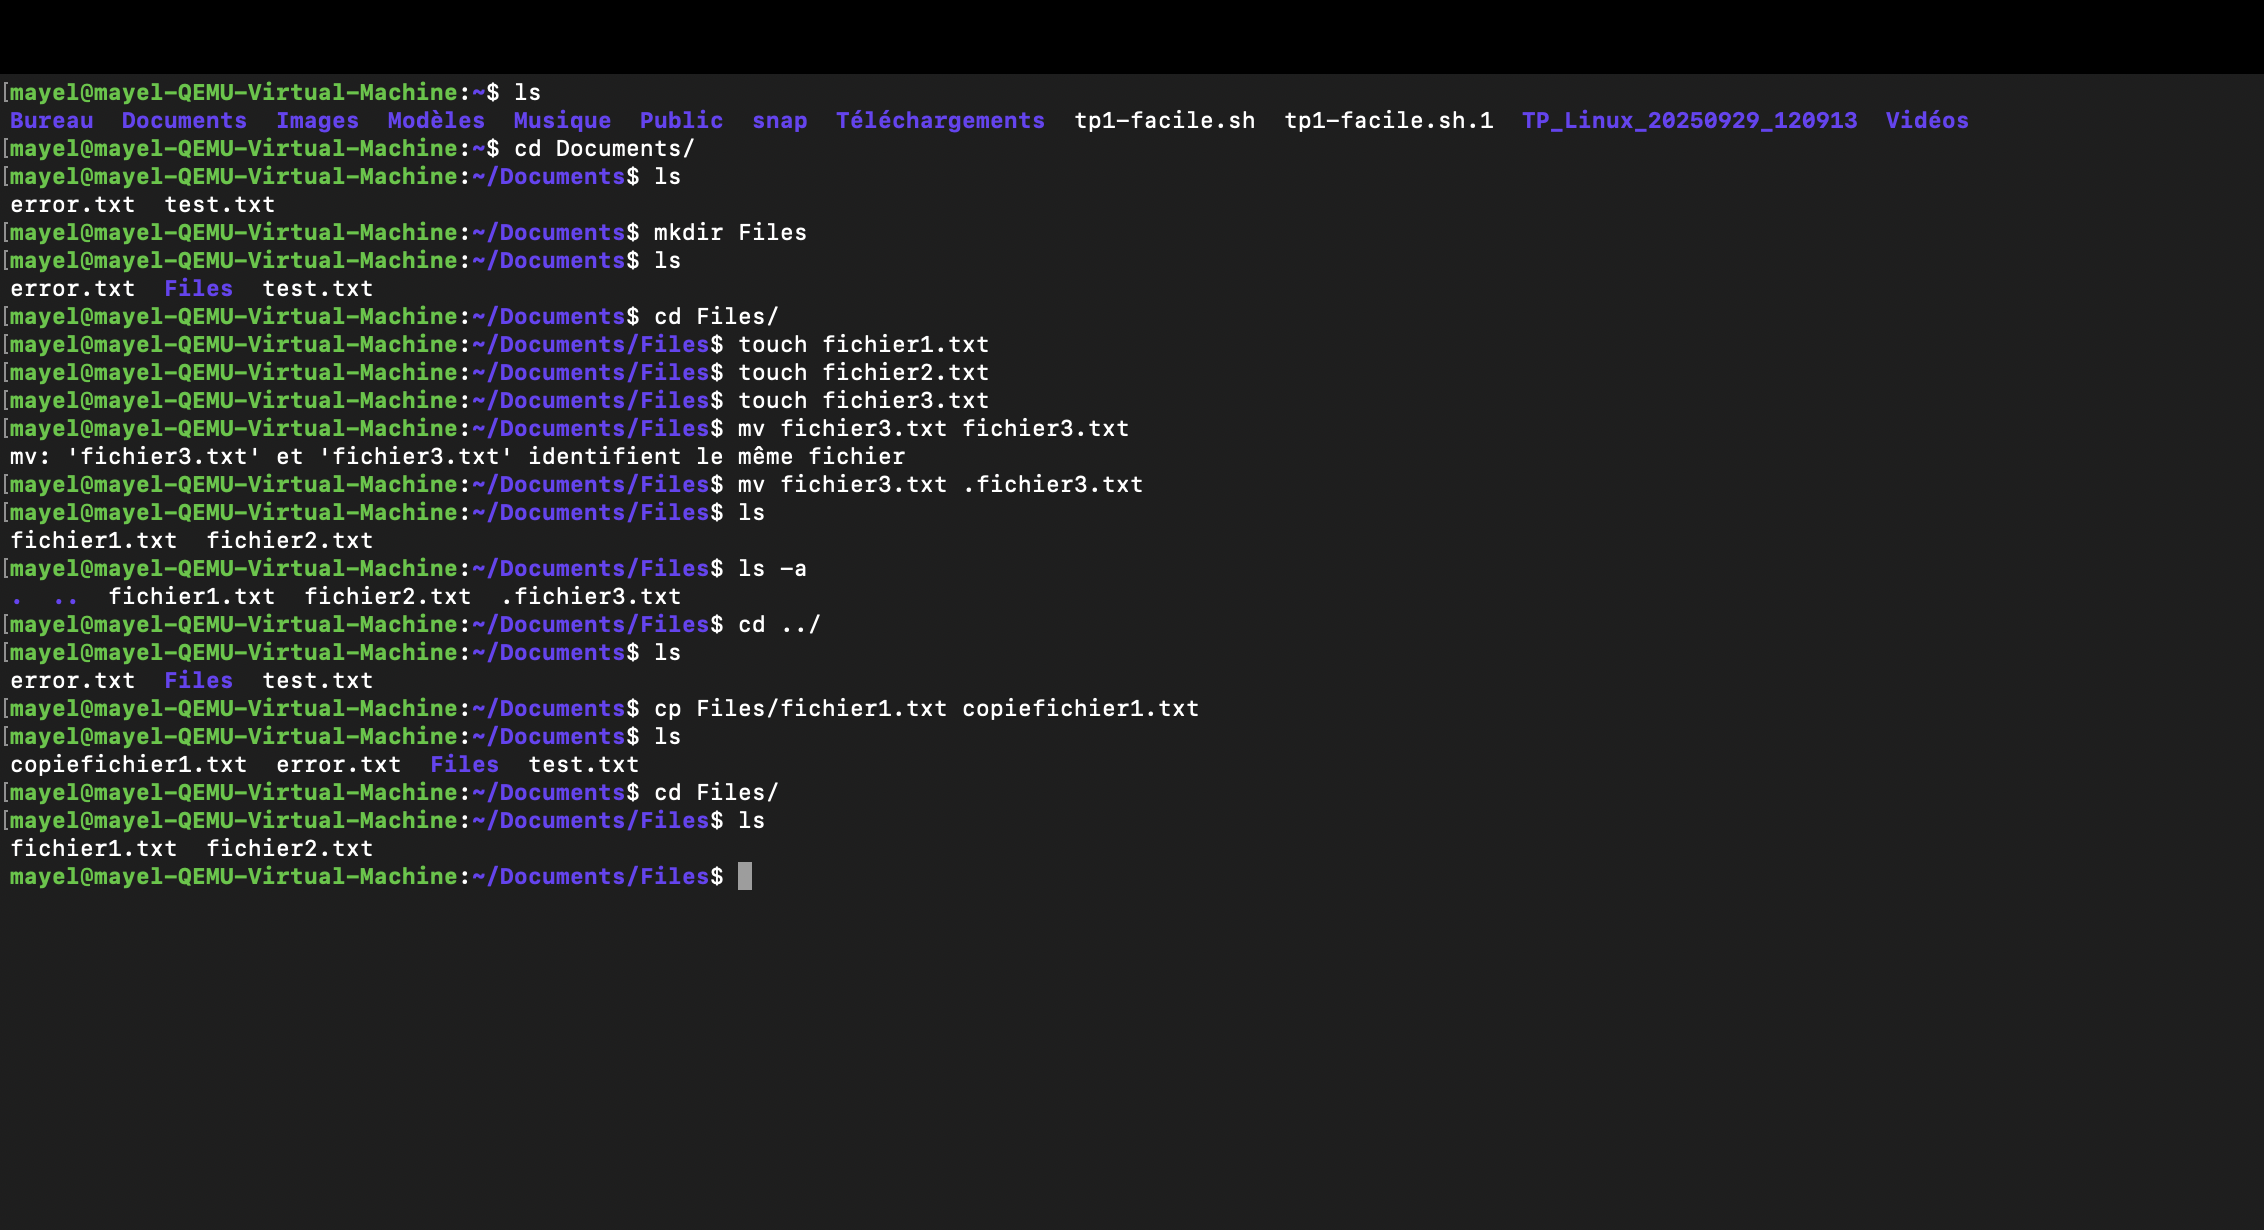 [mayel@mayel-QEMU-Virtual-Machine:~$ ls
Bureau  Documents  Images  Modèles  Musique  Public  snap  Téléchargements  tp1-facile.sh  tp1-facile.sh.1  TP_Linux_20250929_120913  Vidéos
[mayel@mayel-QEMU-Virtual-Machine:~$ cd Documents/
[mayel@mayel-QEMU-Virtual-Machine:~/Documents$ ls
error.txt  test.txt
[mayel@mayel-QEMU-Virtual-Machine:~/Documents$ mkdir Files
[mayel@mayel-QEMU-Virtual-Machine:~/Documents$ ls
error.txt  Files  test.txt
[mayel@mayel-QEMU-Virtual-Machine:~/Documents$ cd Files/
[mayel@mayel-QEMU-Virtual-Machine:~/Documents/Files$ touch fichier1.txt
[mayel@mayel-QEMU-Virtual-Machine:~/Documents/Files$ touch fichier2.txt
[mayel@mayel-QEMU-Virtual-Machine:~/Documents/Files$ touch fichier3.txt
[mayel@mayel-QEMU-Virtual-Machine:~/Documents/Files$ mv fichier3.txt fichier3.txt
mv: 'fichier3.txt' et 'fichier3.txt' identifient le même fichier
[mayel@mayel-QEMU-Virtual-Machine:~/Documents/Files$ mv fichier3.txt .fichier3.txt
[mayel@mayel-QEMU-Virtual-Machine:~/Documents/Files$ ls
fichier1.txt  fichier2.txt
[mayel@mayel-QEMU-Virtual-Machine:~/Documents/Files$ ls -a
.  ..  fichier1.txt  fichier2.txt  .fichier3.txt
[mayel@mayel-QEMU-Virtual-Machine:~/Documents/Files$ cd ../
[mayel@mayel-QEMU-Virtual-Machine:~/Documents$ ls
error.txt  Files  test.txt
[mayel@mayel-QEMU-Virtual-Machine:~/Documents$ cp Files/fichier1.txt copiefichier1.txt
[mayel@mayel-QEMU-Virtual-Machine:~/Documents$ ls
copiefichier1.txt  error.txt  Files  test.txt
[mayel@mayel-QEMU-Virtual-Machine:~/Documents$ cd Files/
[mayel@mayel-QEMU-Virtual-Machine:~/Documents/Files$ ls
fichier1.txt  fichier2.txt
mayel@mayel-QEMU-Virtual-Machine:~/Documents/Files$